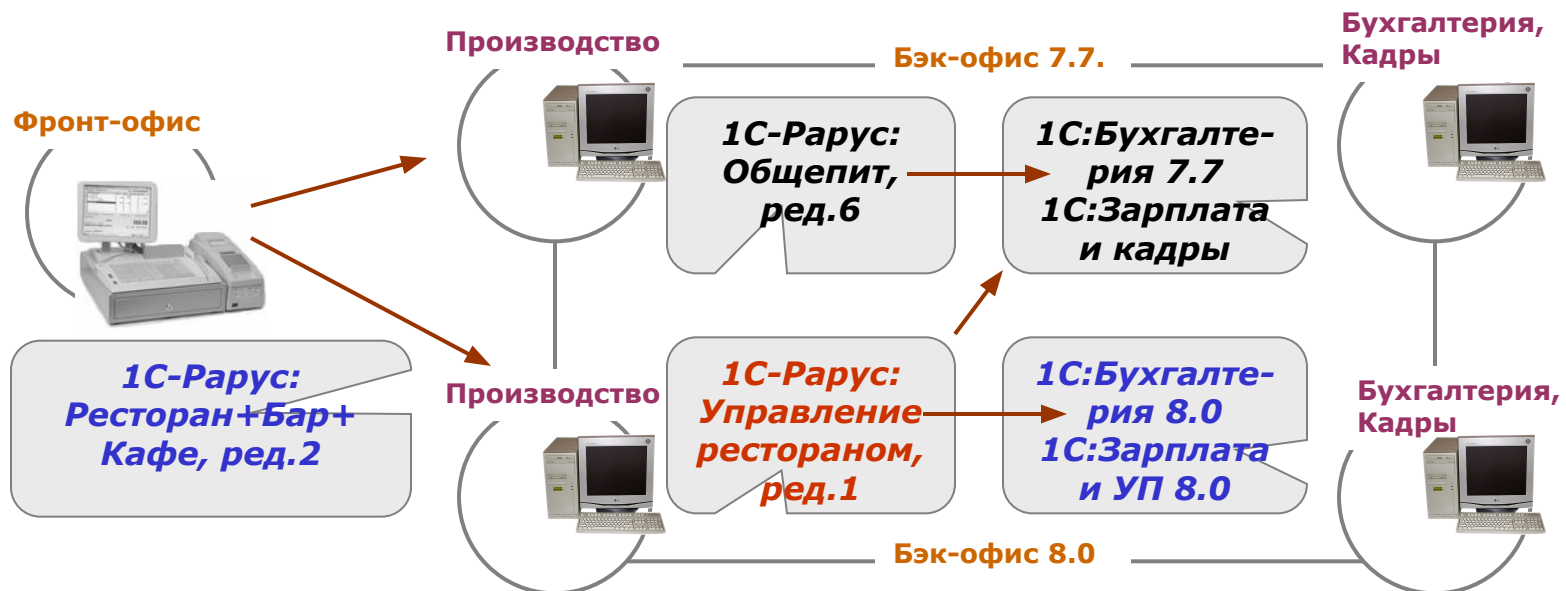 Фронт-офис
1С-Рарус:
Ресторан+Бар+
Кафе, ред.2
Производство
Бэк-офис 7.7.
Бухгалтерия,
Кадры
1С-Рарус:
Общепит,
ред.6
1С:Бухгалте-
рия 7.7
1С:Зарплата
и кадры
Производство
1С-Рарус:
Управление
рестораном,
ред.1
1С:Бухгалте-
рия 8.0
1С:Зарплата
и УП 8.0
Бухгалтерия,
Кадры
Бэк-офис 8.0